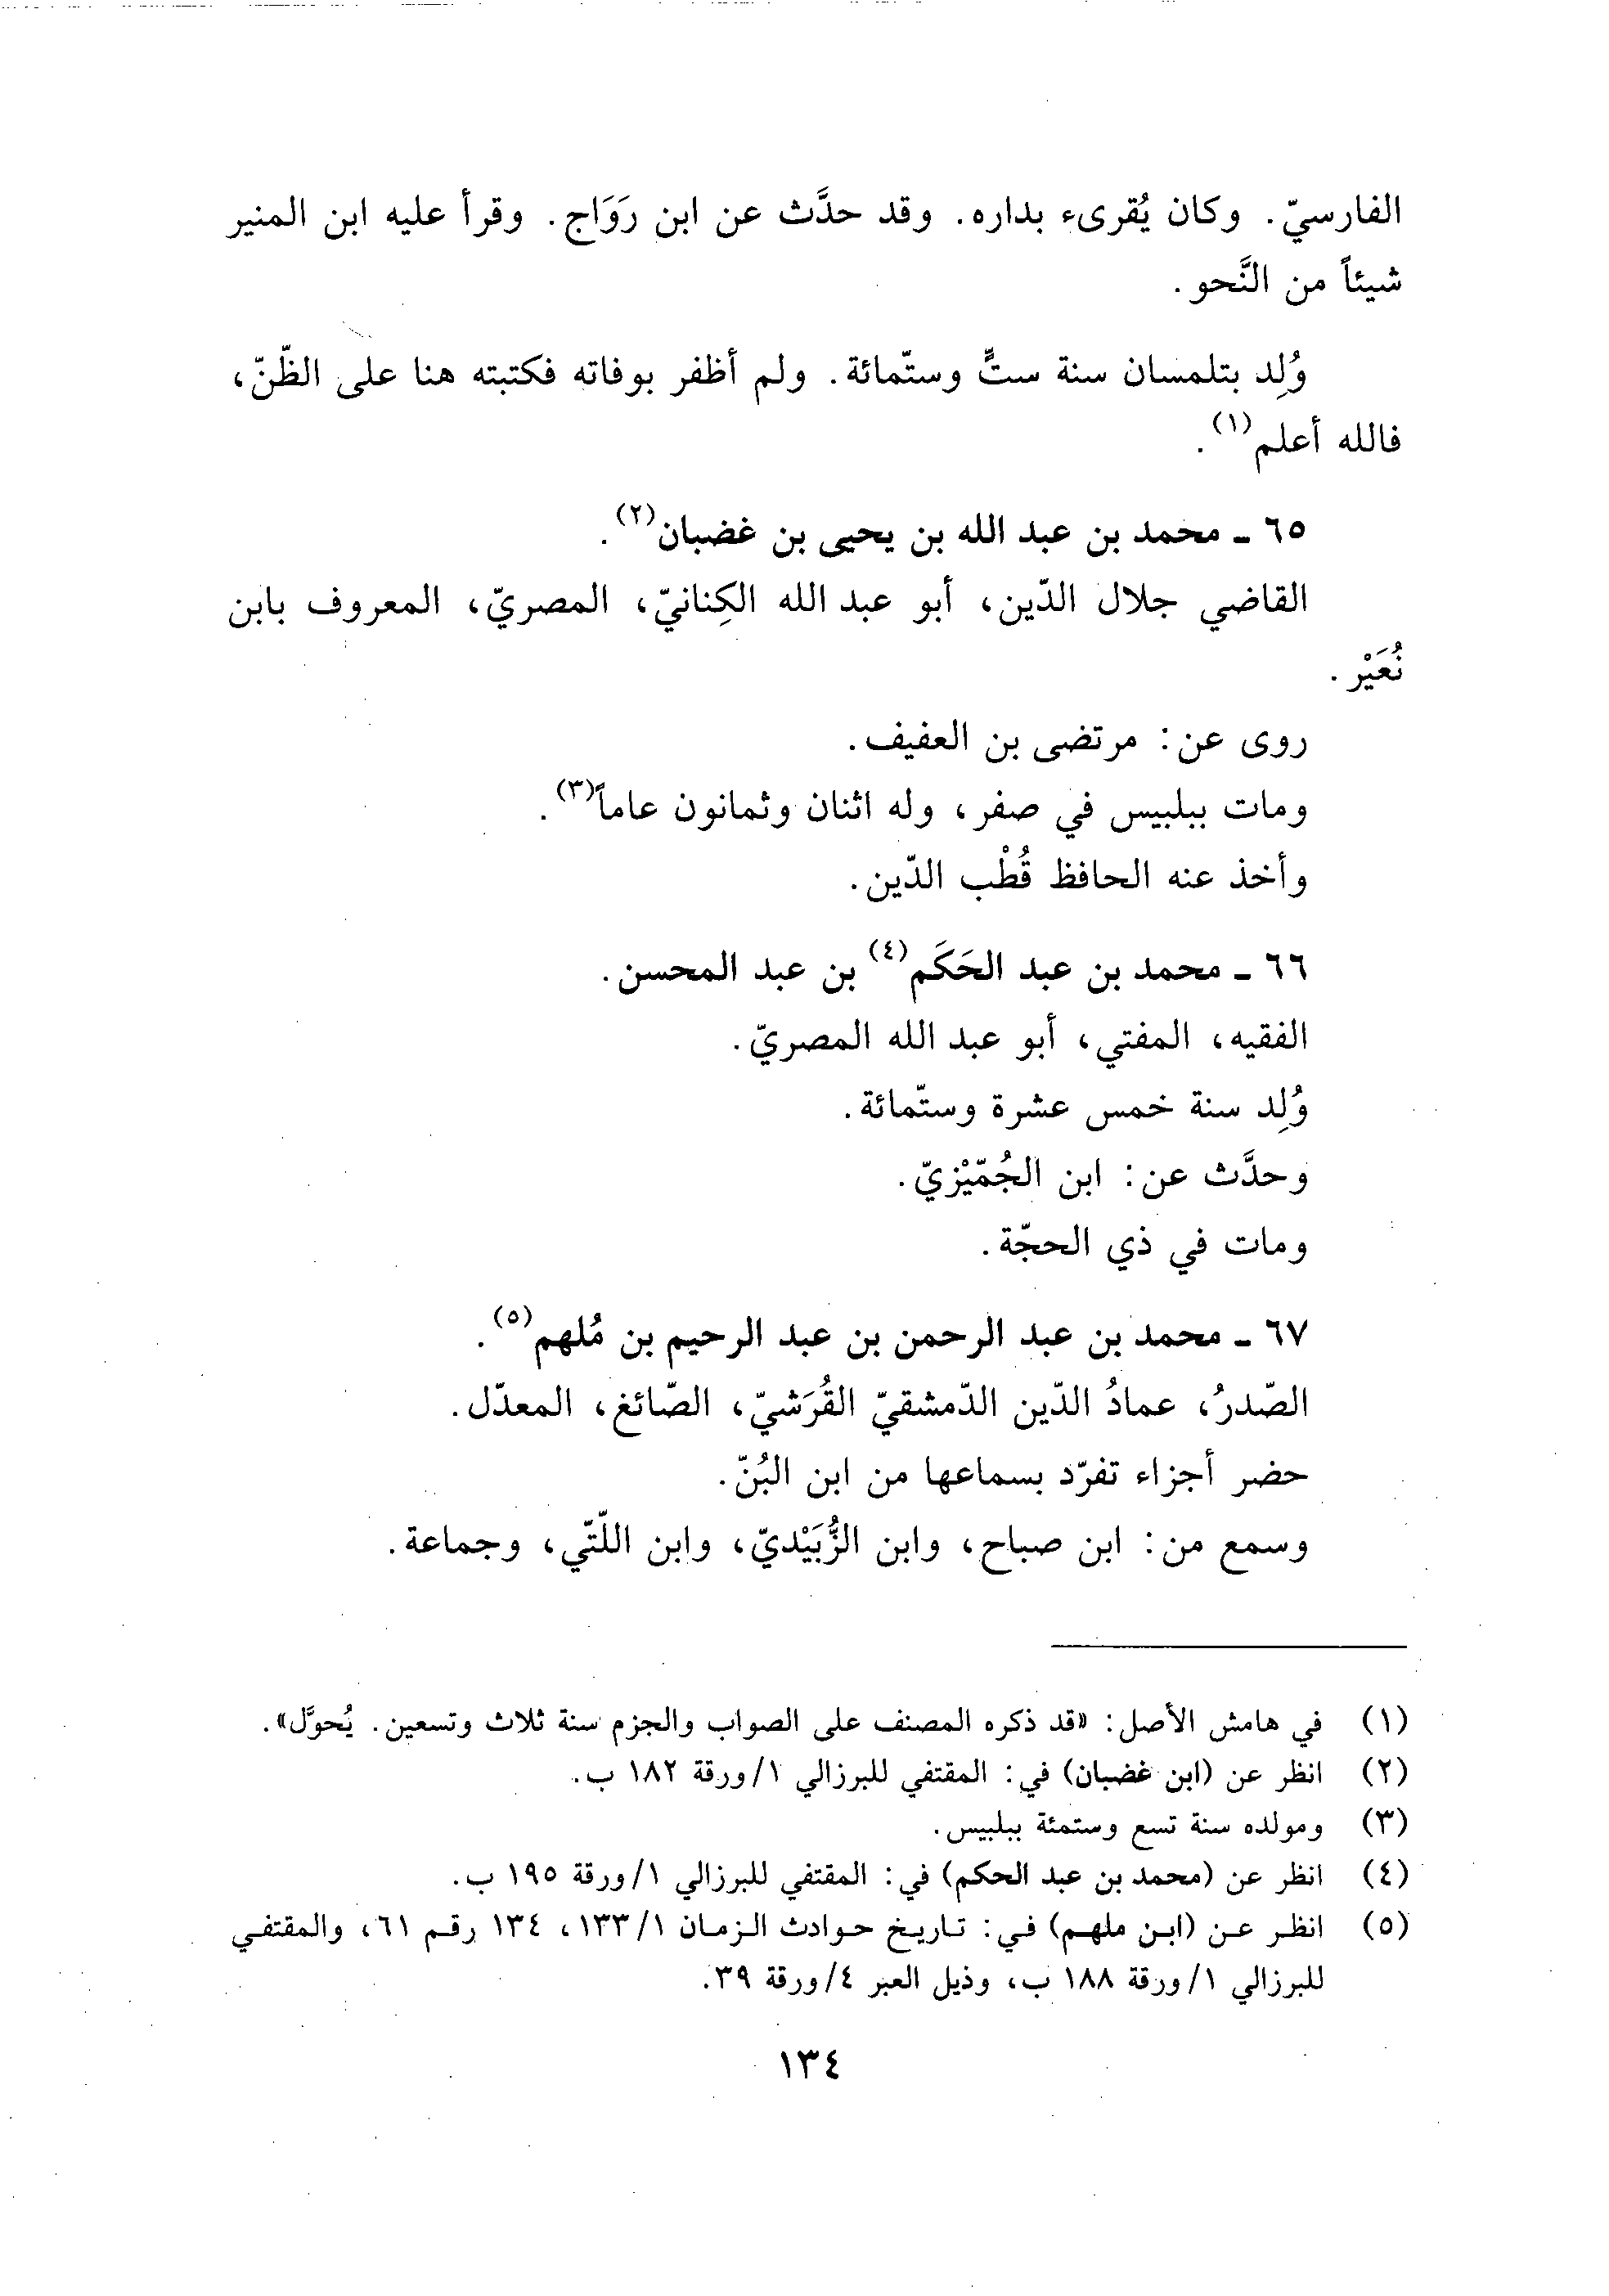 الفارسيّ. وكان يُقرىء بداره. وقد حدَّث عن ابن رَوَاج. وقرأ عليه ابن المنير
شيئاً من النَّحو.
وُلِد بتلمسان سنة ستٍّ وستّمائة. ولم أظفر بوفاته فكتبته هنا على الظّنّ،
فالله أعلم(١).
٦٥ ـ محمد بن عبد الله بن يحيى بن غضبان(٢).
القاضي جلال الدّين، أبو عبد الله الكِنانيّ، المصريّ، المعروف بابن
نُعَيْر.
روى عن: مرتضى بن العفيف.
ومات ببلبيس في صفر، وله اثنان وثمانون عاماً(٣).
وأخذ عنه الحافظ قُطْب الدّين.
٦٦ ـ محمد بن عبد الحَكَم(٤) بن عبد المحسن.
الفقيه، المفتي، أبو عبد الله المصريّ.
وُلِد سنة خمس عشرة وستّمائة.
وحدَّث عن: ابن الجُمّيْزيّ.
ومات في ذي الحجّة.
٦٧ ـ محمد بن عبد الرحمن بن عبد الرحيم بن مُلهم(٥).
الصّدرُ، عمادُ الدّين الدّمشقيّ القُرَشيّ، الصّائغ، المعدّل.
حضر أجزاء تفرّد بسماعها من ابن البُنّ.
وسمع من: ابن صباح، وابن الزُّبَيْديّ، وابن اللّتّي، وجماعة.
(١) في هامش الأصل: «قد ذكره المصنف على الصواب والجزم سنة ثلاث وتسعين. يُحوَّل».
(٢) انظر عن (ابن غضبان) في: المقتفي للبرزالي ١/ورقة ١٨٢ ب.
(٣) ومولده سنة تسع وستمئة ببلبيس.
(٤) انظر عن (محمد بن عبد الحكم) في: المقتفي للبرزالي ١/ورقة ١٩٥ ب.
(٥) انظر عن (ابن ملهم) في: تاريخ حوادث الزمان ١/١٣٣، ١٣٤ رقم ٦١، والمقتفي
للبرزالي ١/ورقة ١٨٨ ب، وذيل العبر ٤/ورقة ٣٩.
١٣٤